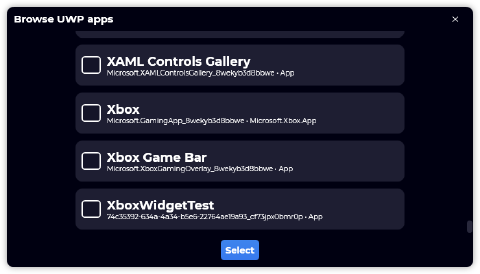 Browse UWP apps
XAML Controls Gallery
Microsoft.XAMLControlsGallery_8wekyb3d8bbwe • App
Xbox
Microsoft.GamingApp_8wekyb3d8bbwe • Microsoft.Xbox.App
Xbox Game Bar
Microsoft.XboxGamingOverlay_8wekyb3d8bbwe • App
XboxWidgetTest
74c35392-634a-4a34-b5e6-22764ae19a93_cf73jpx0bmr0p • App
Select